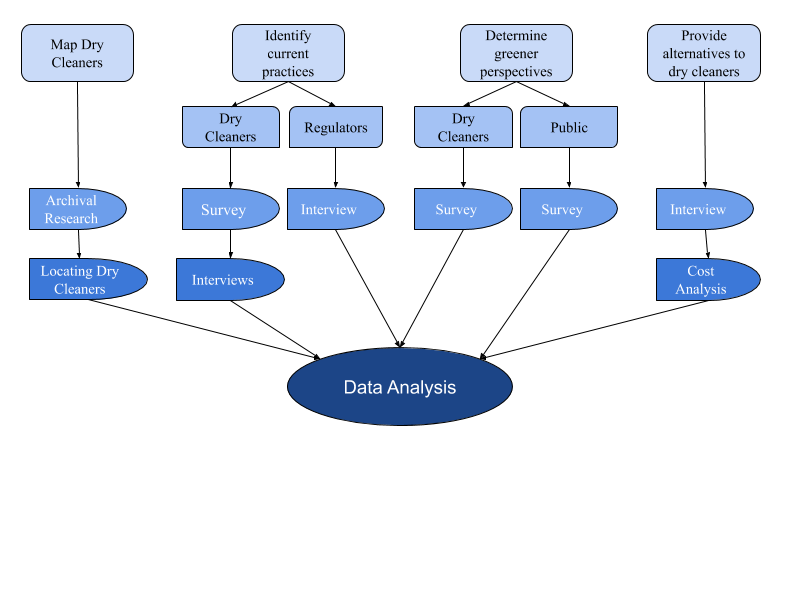 Map Dry
Cleaners
Identify
current
practices
Determine
greener
perspectives
Provide
alternatives to
dry cleaners
Dry
Cleaners
Regulators
Dry
Cleaners
Public
Archival
Research
Survey
Interview
Survey
Survey
Interview
Locating Dry
Cleaners
Interviews
Cost
Analysis
Data Analysis